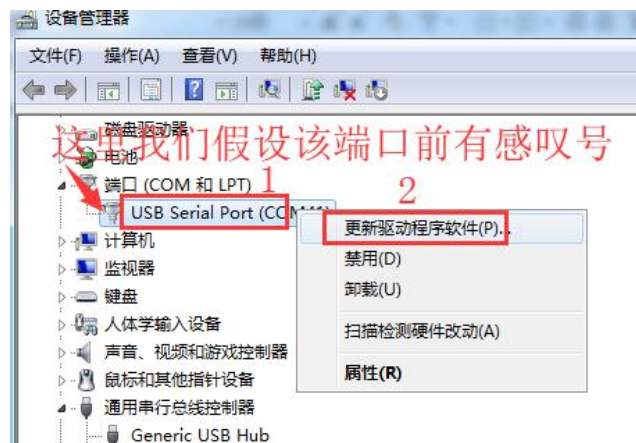 设备管理器
文件(F) 操作(A) 查看(V) 帮助(H)
磁盘驱动器
这里我们假设该端口前有感叹号
电池
端口 (COM 和 LPT) 1
2
USB Serial Port (COM
更新驱动程序软件(P)...
计算机
禁用(D)
监视器
卸载(U)
键盘
人体学输入设备
扫描检测硬件改动(A)
声音、视频和游戏控制器
属性(R)
鼠标和其他指针设备
通用串行总线控制器
Generic USB Hub